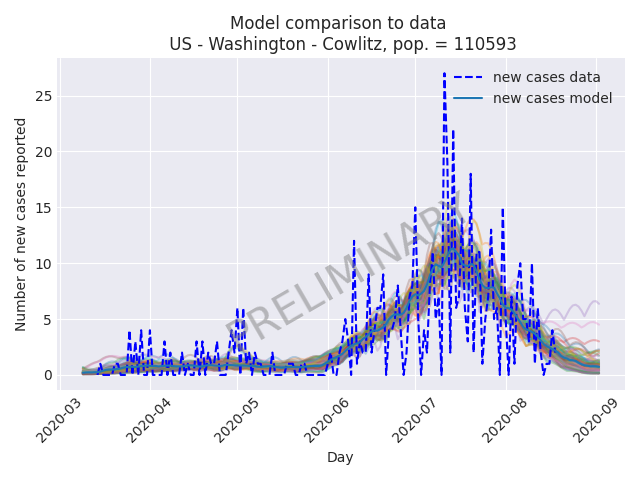 Model comparison to data
US - Washington - Cowlitz, pop. = 110593
new cases data
new cases model
Number of new cases reported
25
20
15
10
5
0
PRELIMINARY
2020-03
2020-04
2020-05
2020-06
2020-07
2020-08
2020-09
Day